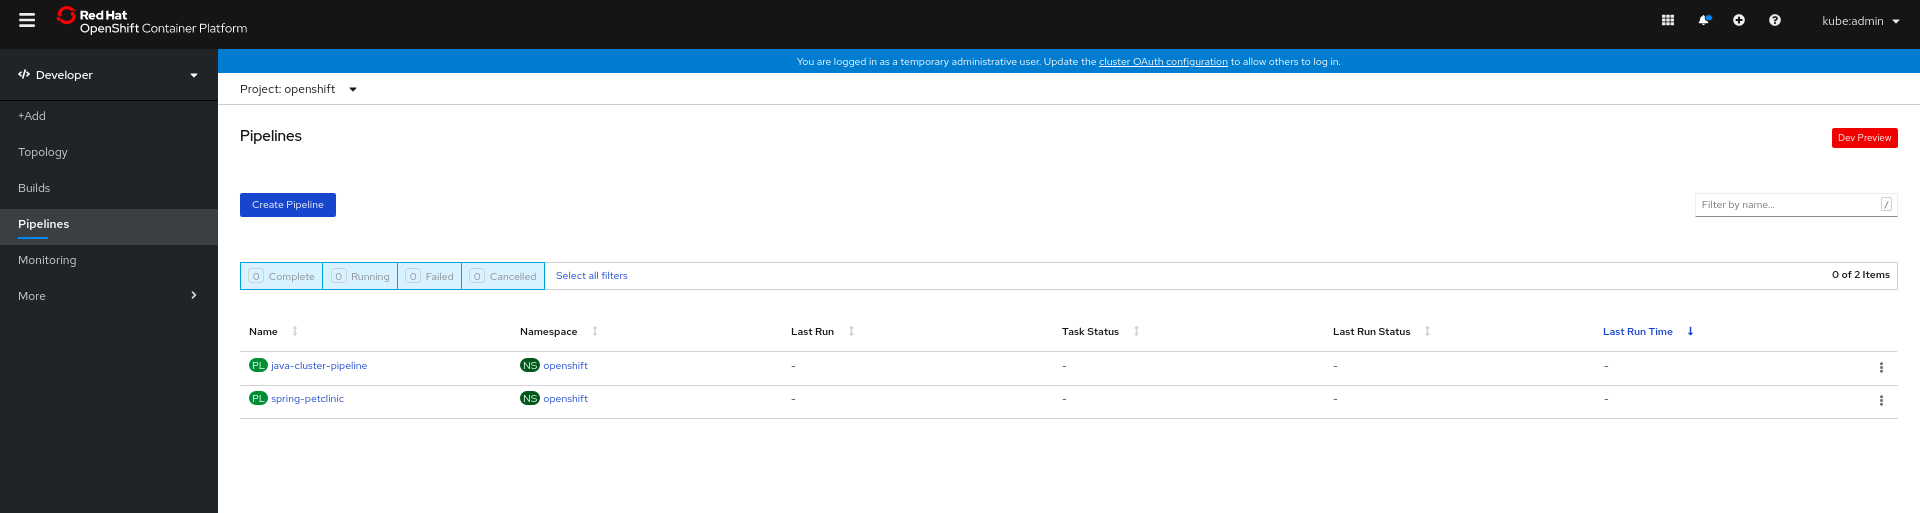 Red Hat
OpenShift Container Platform
kube:admin
Developer
You are logged in as a temporary administrative user. Update the cluster OAuth configuration to allow others to log in.
Project: openshift
+Add
Topology
Builds
Pipelines
Monitoring
More
Pipelines
Dev Preview
Create Pipeline
Filter by name...
/
0 Complete 0 Running 0 Failed 0 Cancelled Select all filters 0 of 2 Items
Name Namespace Last Run Task Status Last Run Status Last Run Time
PL java-cluster-pipeline NS openshift - - - -
PL spring-petclinic NS openshift - - - -